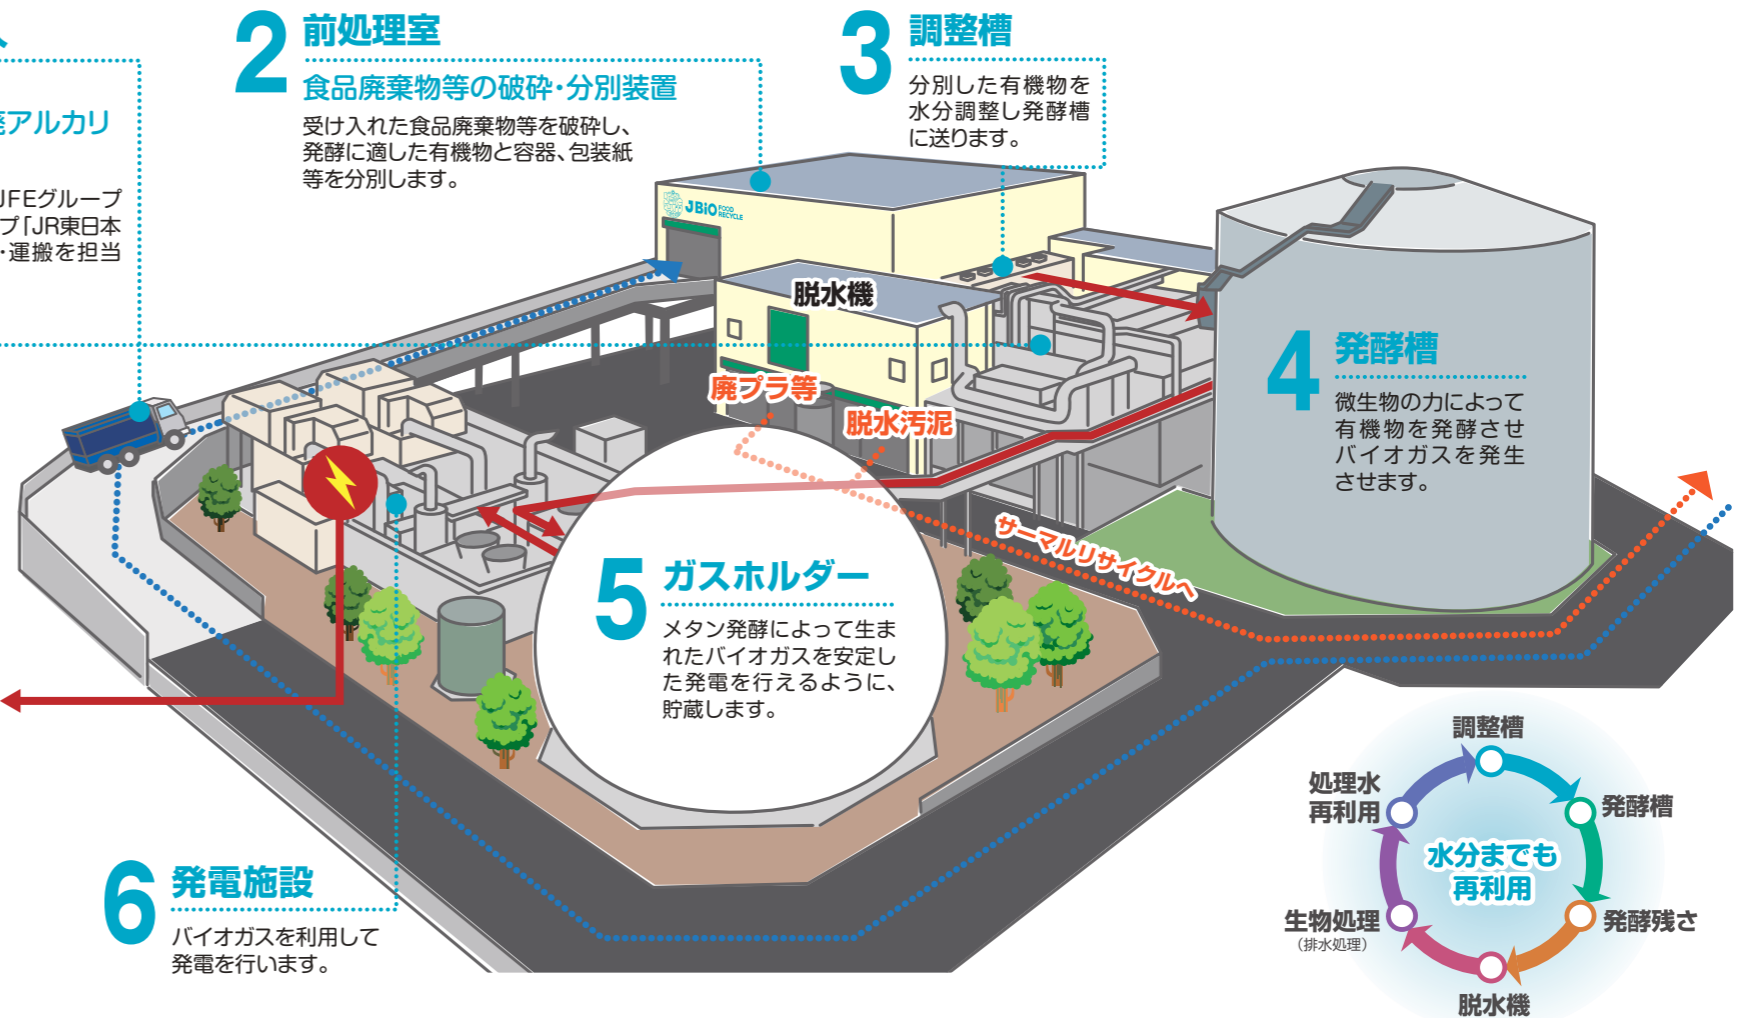 廃アルカリ
JFEグループ
プ「JR東日本
・運搬を担当
2
前処理室
食品廃棄物等の破砕・分別装置
受け入れた食品廃棄物等を破砕し、
発酵に適した有機物と容器、包装紙
等を分別します。
3
調整槽
分別した有機物を
水分調整し発酵槽
に送ります。
JBiO FOOD
RECYCLE
脱水機
廃プラ等
脱水汚泥
4
発酵槽
微生物の力によって
有機物を発酵させ
バイオガスを発生
させます。
サーマルリサイクルへ
5
ガスホルダー
メタン発酵によって生ま
れたバイオガスを安定し
た発電を行えるように、
貯蔵します。
6
発電施設
バイオガスを利用して
発電を行います。
調整槽
発酵槽
発酵残さ
脱水機
生物処理
（排水処理）
処理水
再利用
水分までも
再利用